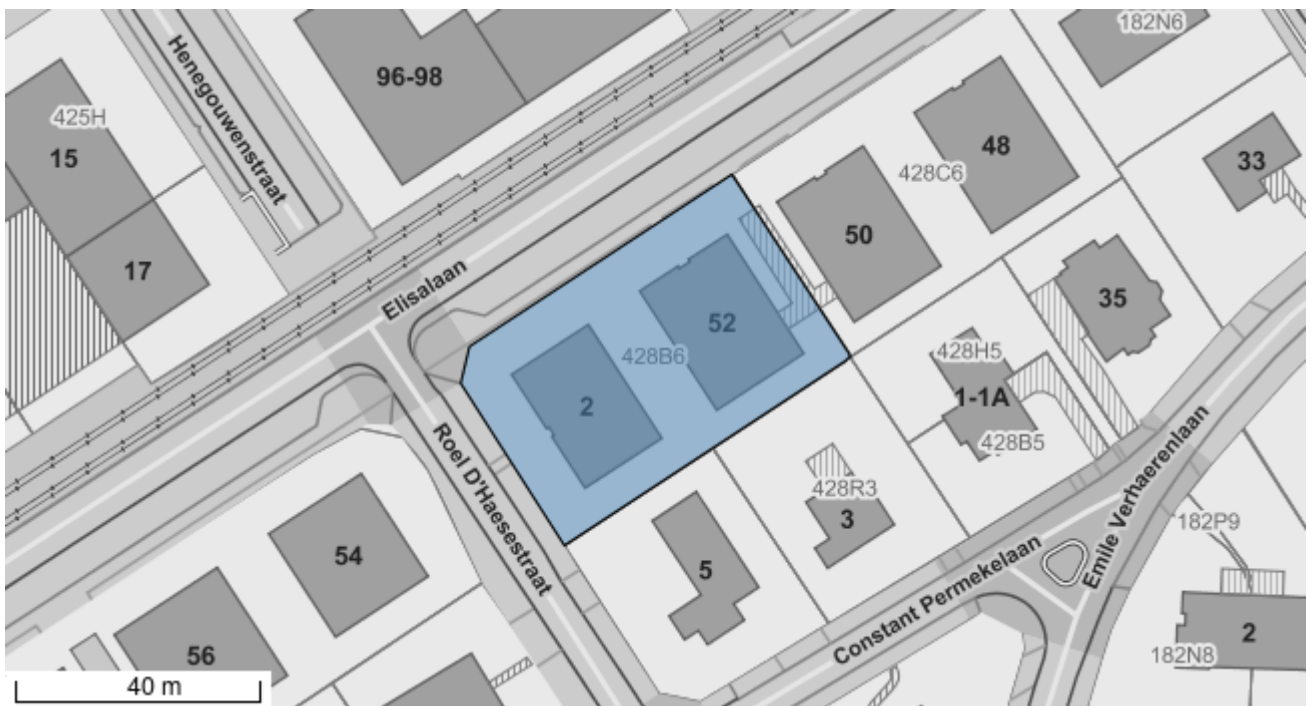 182N6
Henegouwenstraat
96-98
425H
15
48
33
428C6
50
17
Elisalaan
35
52
428B6
428H5
2
1-1A
428B5
Roel D'Haesestraat
Emile Verhaerenlaan
428R3
3
182P9
54
5
Constant Permekelaan
56
2
182N8
40 m